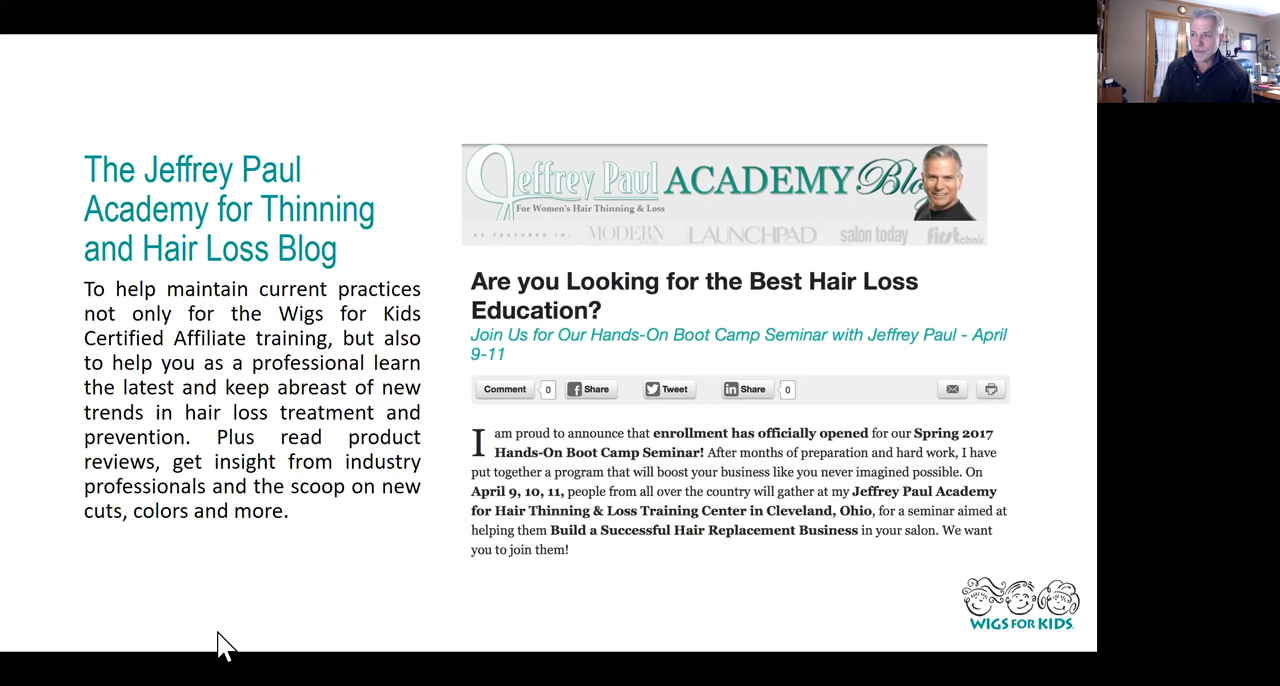 The Jeffrey Paul
Academy for Thinning
and Hair Loss Blog
To help maintain current practices
not only for the Wigs for Kids
Certified Affiliate training, but also
to help you as a professional learn
the latest and keep abreast of new
trends in hair loss treatment and
prevention. Plus read product
reviews, get insight from industry
professionals and the scoop on new
cuts, colors and more.
Jeffrey Paul ACADEMY Blog
For Women's Hair Thinning & Loss
AS FEATURED IN: MODERN LAUNCHPAD salon today first chair
Are you Looking for the Best Hair Loss
Education?
Join Us for Our Hands-On Boot Camp Seminar with Jeffrey Paul - April
9-11
Comment 0 Share Tweet Share 0
I am proud to announce that enrollment has officially opened for our Spring 2017
Hands-On Boot Camp Seminar! After months of preparation and hard work, I have
put together a program that will boost your business like you never imagined possible. On
April 9, 10, 11, people from all over the country will gather at my Jeffrey Paul Academy
for Hair Thinning & Loss Training Center in Cleveland, Ohio, for a seminar aimed at
helping them Build a Successful Hair Replacement Business in your salon. We want
you to join them!
WIGS FOR KIDS